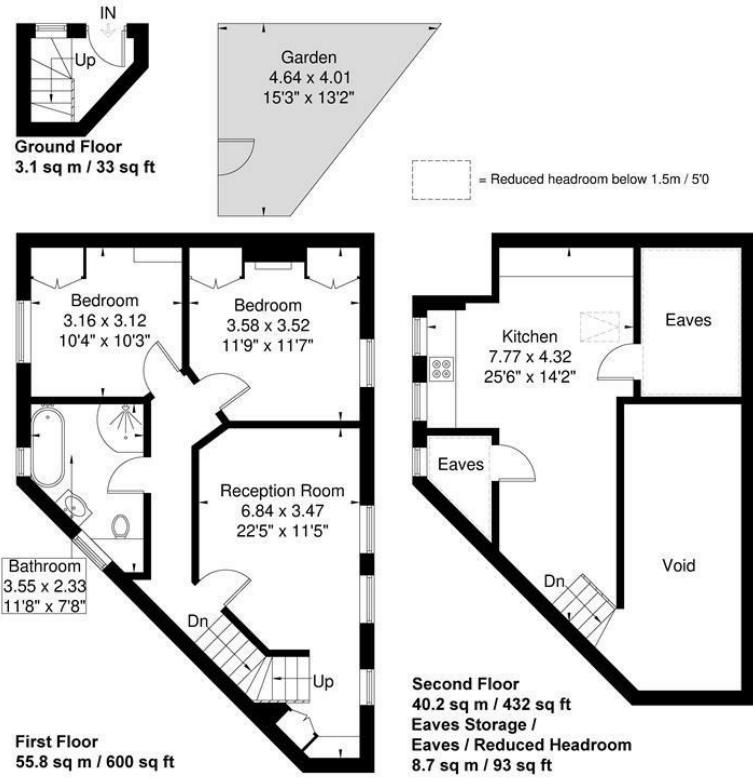 IN
Up
Ground Floor
3.1 sq m / 33 sq ft
Garden
4.64 x 4.01
15'3" x 13'2"
= Reduced headroom below 1.5m / 5'0
Bedroom
3.16 x 3.12
10'4" x 10'3"
Bedroom
3.58 x 3.52
11'9" x 11'7"
Reception Room
6.84 x 3.47
22'5" x 11'5"
Bathroom
3.55 x 2.33
11'8" x 7'8"
Dn
Up
First Floor
55.8 sq m / 600 sq ft
Kitchen
7.77 x 4.32
25'6" x 14'2"
Eaves
Eaves
Void
Dn
Second Floor
40.2 sq m / 432 sq ft
Eaves Storage /
Eaves / Reduced Headroom
8.7 sq m / 93 sq ft